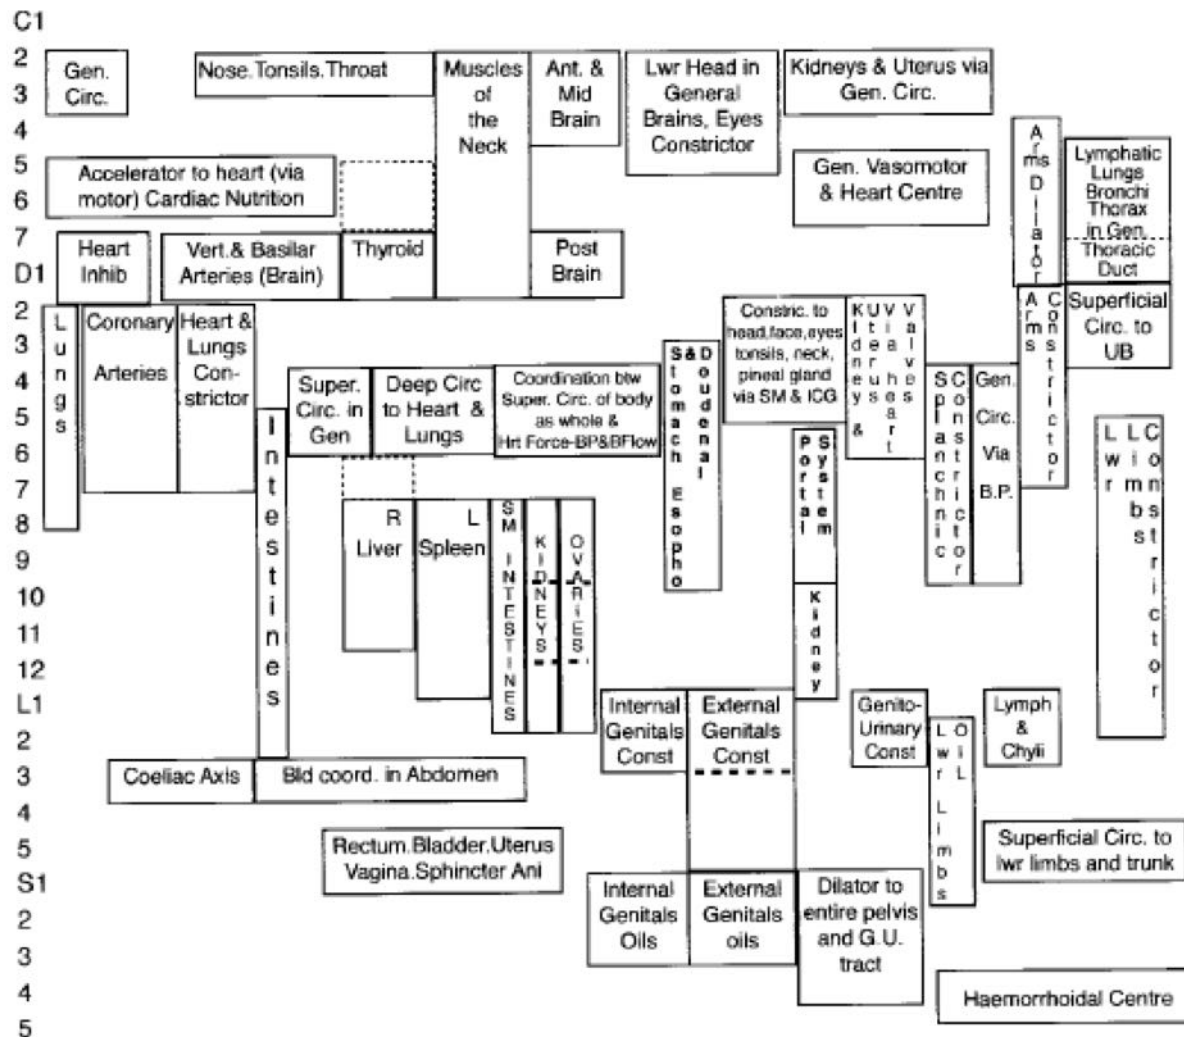 C1
2
3
4
5
6
7
D1
2
3
4
5
6
7
8
9
10
11
12
L1
2
3
4
5
S1
2
3
4
5
Gen.
Circ.
Nose.Tonsils.Throat
Muscles
of
the
Neck
Ant. &
Mid
Brain
Lwr Head in
General
Brains, Eyes
Constrictor
Kidneys & Uterus via
Gen. Circ.
Accelerator to heart (via
motor) Cardiac Nutrition
Gen. Vasomotor
& Heart Centre
Arms Dilator
Lymphatic
Lungs
Bronchi
Thorax
in Gen.
Thoracic
Duct
Heart
Inhib
Vert.& Basilar
Arteries (Brain)
Thyroid
Post
Brain
Lungs
Coronary
Arteries
Heart &
Lungs
Con-
strictor
Intestines
Super.
Circ. in
Gen
Deep Circ
to Heart &
Lungs
Coordination btw
Super. Circ. of body
as whole &
Hrt Force-BP&BFlow
Stomach Esopho
& Doudenal
Constric. to
head,face,eyes
tonsils, neck,
pineal gland
via SM & ICG
Kidney &
Uterus
Via heart
Valves
Splanchnic
Constrictor
Gen.
Circ.
Via
B.P.
Arms
Constrictor
Superficial
Circ. to
UB
Lwr
Limbs
Constrictor
R
Liver
L
Spleen
SM INTESTINES
KIDNEYS
OVARiES
Portal
System
Kidney
Internal
Genitals
Const
External
Genitals
Const
Genito-
Urinary
Const
Lwr Limbs
OiL
Lymph
&
Chyli
Coeliac Axis
Bld coord. in Abdomen
Rectum.Bladder.Uterus
Vagina.Sphincter Ani
Superficial Circ. to
lwr limbs and trunk
Internal
Genitals
Oils
External
Genitals
oils
Dilator to
entire pelvis
and G.U.
tract
Haemorrhoidal Centre